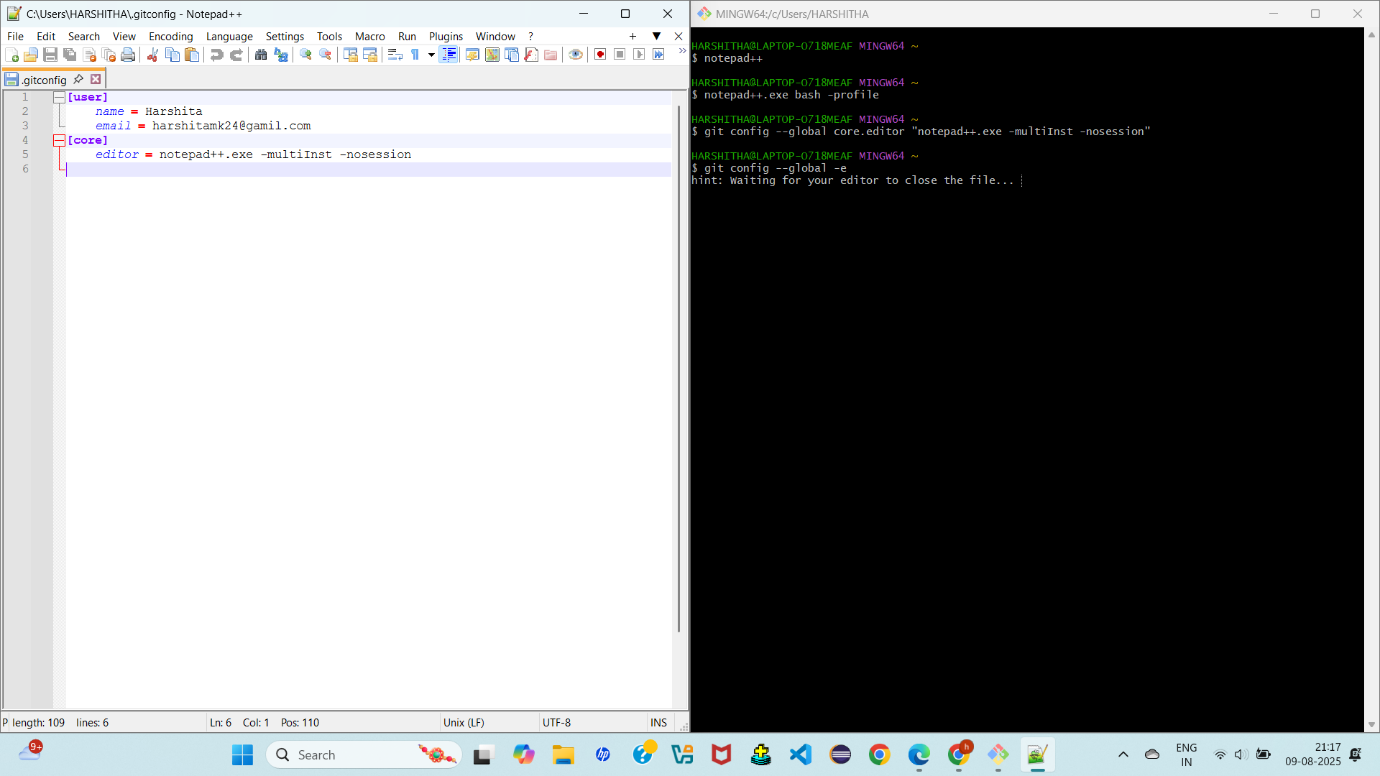 C:\Users\HARSHITHA\.gitconfig - Notepad++
File Edit Search View Encoding Language Settings Tools Macro Run Plugins Window ?
.gitconfig
1 [user]
2 name = Harshita
3 email = harshitamk24@gamil.com
4 [core]
5 editor = notepad++.exe -multiInst -nosession
6
P length: 109 lines: 6 Ln: 6 Col: 1 Pos: 110 Unix (LF) UTF-8 INS
MINGW64:/c/Users/HARSHITHA
HARSHITHA@LAPTOP-O718MEAF MINGW64 ~
$ notepad++
HARSHITHA@LAPTOP-O718MEAF MINGW64 ~
$ notepad++.exe bash -profile
HARSHITHA@LAPTOP-O718MEAF MINGW64 ~
$ git config --global core.editor "notepad++.exe -multiInst -nosession"
HARSHITHA@LAPTOP-O718MEAF MINGW64 ~
$ git config --global -e
hint: Waiting for your editor to close the file...
9+
Search
hp
h
ENG
IN
21:17
09-08-2025